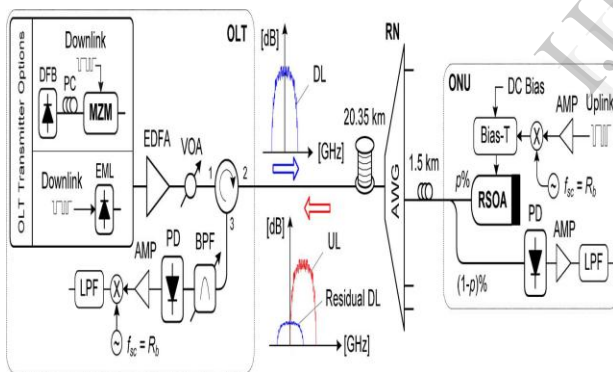 OLT Transmitter Options
Downlink
DFB
PC
MZM
Downlink
EML
OLT
EDFA
VOA
1
2
3
LPF
AMP
PD
BPF
f_sc = R_b
[dB]
DL
[GHz]
[dB]
UL
Residual DL
[GHz]
20.35 km
RN
AWG
1.5 km
p%
(1-p)%
ONU
DC Bias
Bias-T
AMP
Uplink
f_sc = R_b
RSOA
PD
AMP
LPF